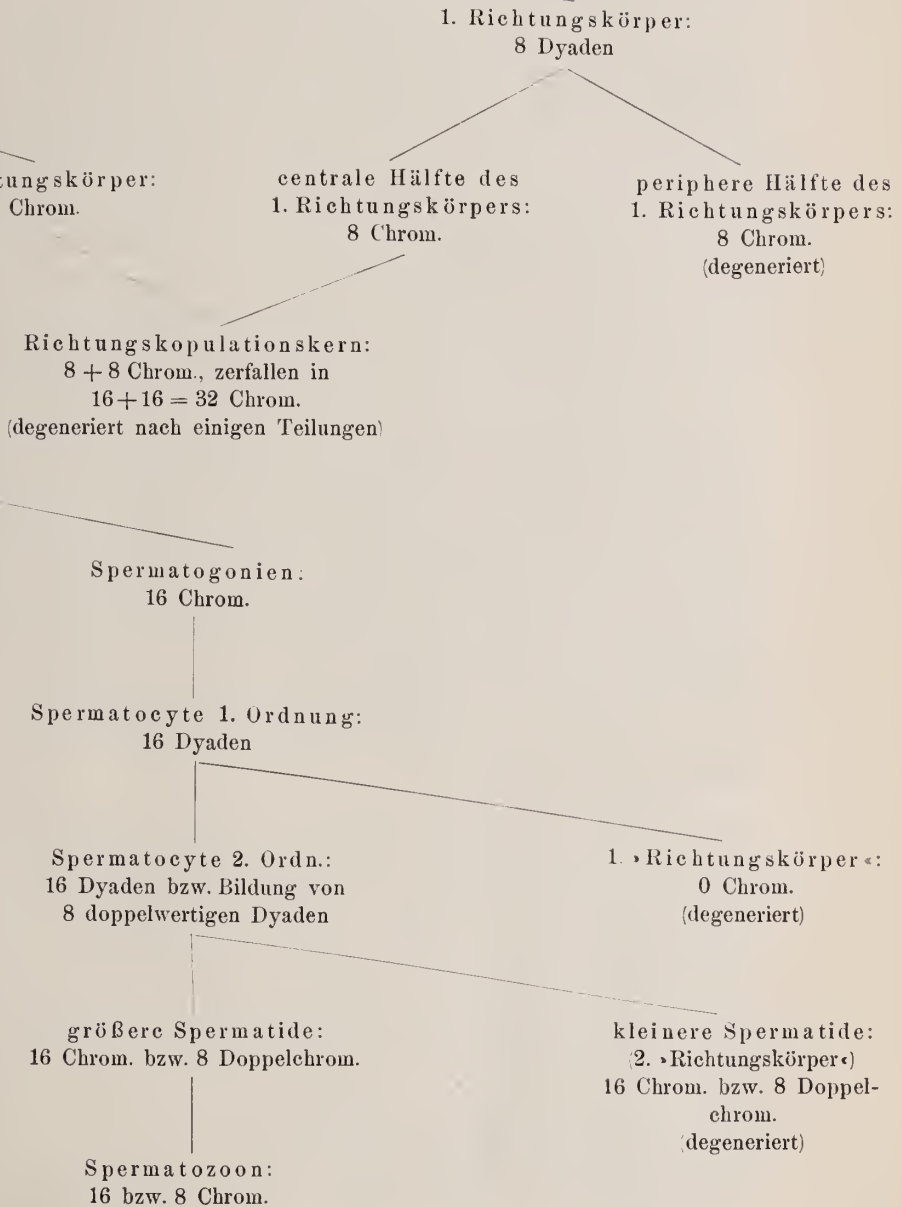 1. Richtungskörper:
8 Dyaden
tungskörper:
Chrom.
centrale Hälfte des
1. Richtungskörpers:
8 Chrom.
periphere Hälfte des
1. Richtungskörpers:
8 Chrom.
(degeneriert)
Richtungskopulationskern:
8 + 8 Chrom., zerfallen in
16 + 16 = 32 Chrom.
(degeneriert nach einigen Teilungen)
Spermatogonien:
16 Chrom.
Spermatocyte 1. Ordnung:
16 Dyaden
Spermatocyte 2. Ordn.:
16 Dyaden bzw. Bildung von
8 doppelwertigen Dyaden
1. »Richtungskörper«:
0 Chrom.
(degeneriert)
größere Spermatide:
16 Chrom. bzw. 8 Doppelchrom.
kleinere Spermatide:
(2. »Richtungskörper«)
16 Chrom. bzw. 8 Doppel-
chrom.
(degeneriert)
Spermatozoon:
16 bzw. 8 Chrom.